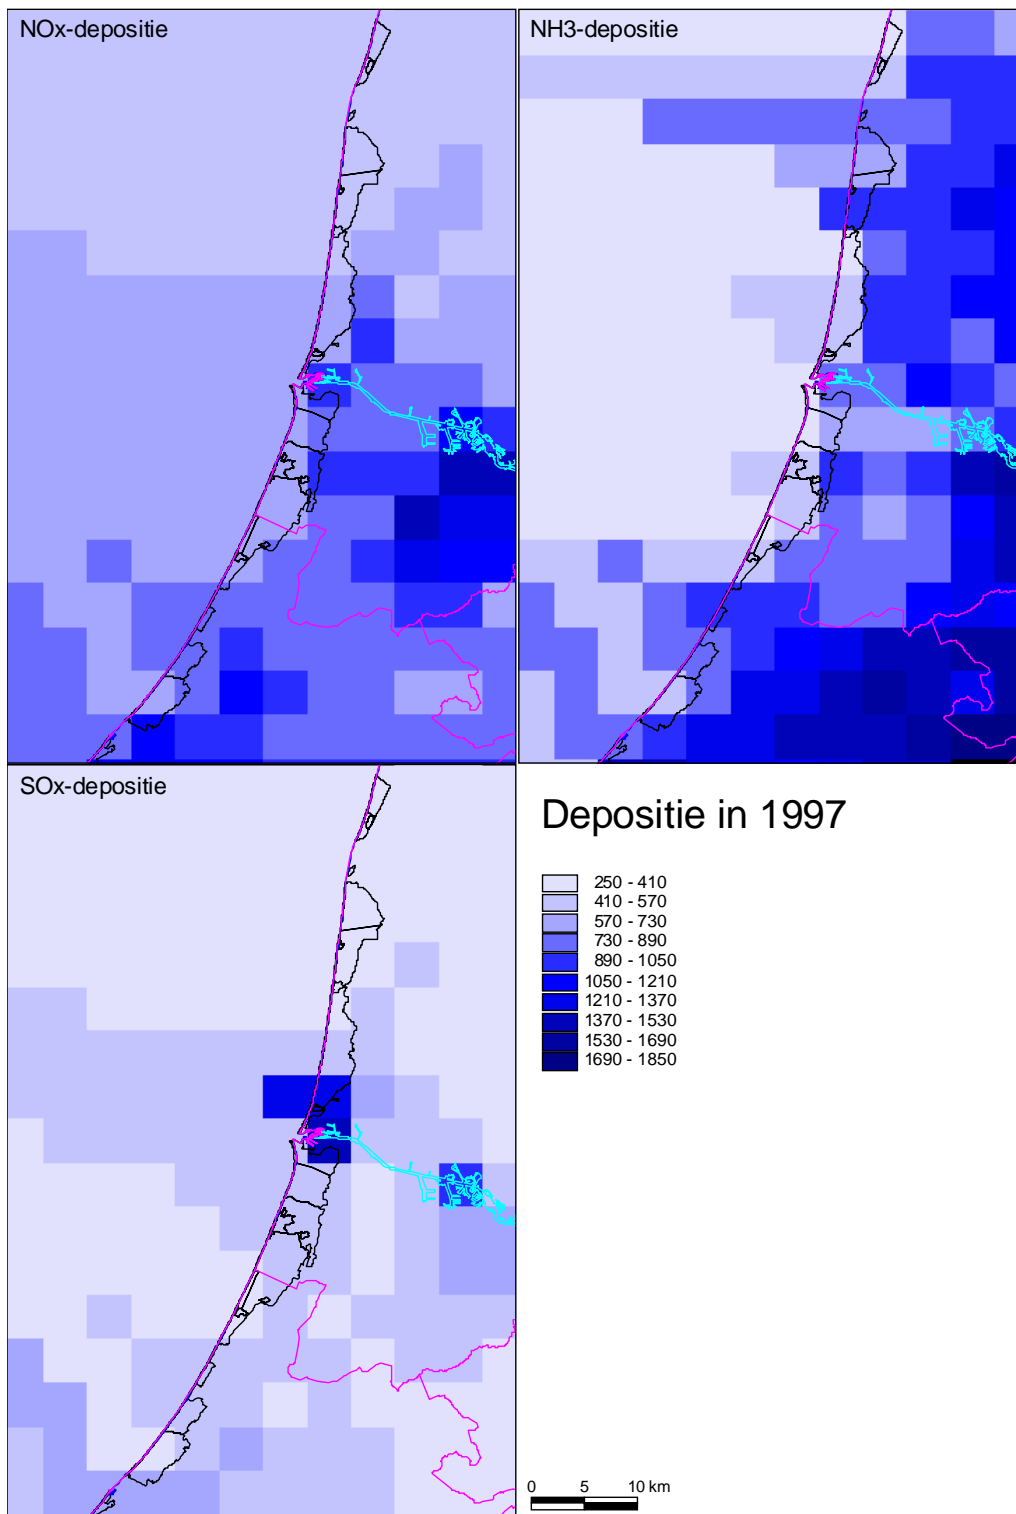 NOx-depositie
NH3-depositie
SOx-depositie
Depositie in 1997
250 - 410
410 - 570
570 - 730
730 - 890
890 - 1050
1050 - 1210
1210 - 1370
1370 - 1530
1530 - 1690
1690 - 1850
0 5 10 km